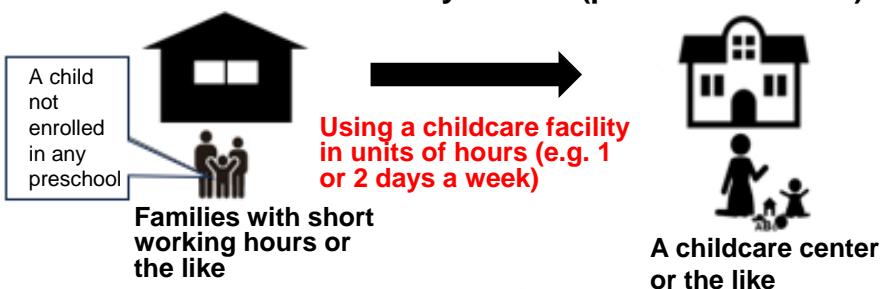 A child
not
enrolled
in any
preschool
Using a childcare facility
in units of hours (e.g. 1
or 2 days a week)
Families with short
working hours or
the like
A childcare center
or the like